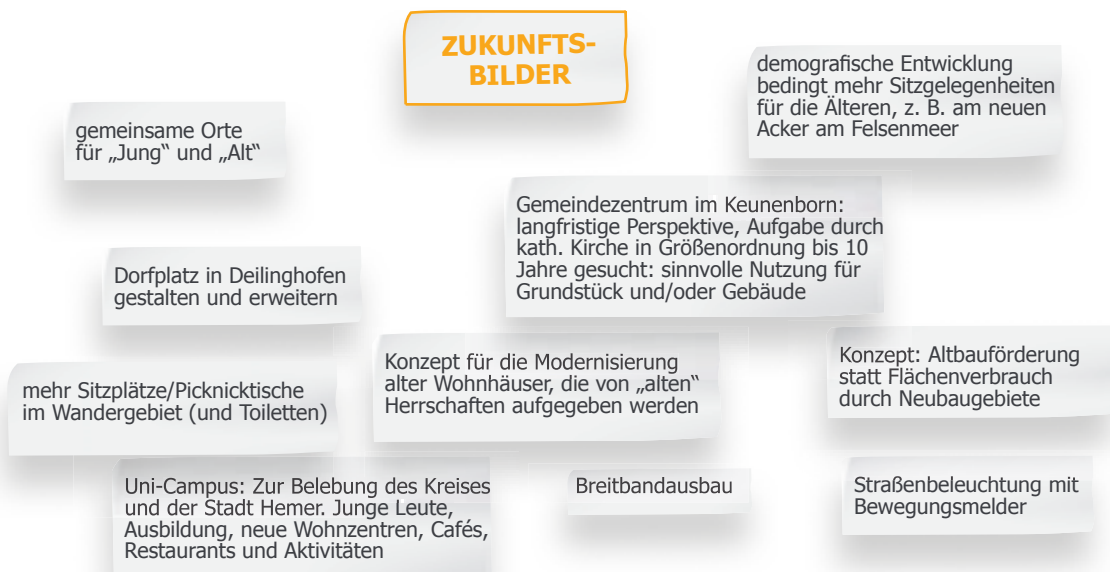 ZUKUNFTS-
BILDER
demografische Entwicklung
bedingt mehr Sitzgelegenheiten
für die Älteren, z. B. am neuen
Acker am Felsenmeer
gemeinsame Orte
für „Jung“ und „Alt“
Gemeindezentrum im Keunenborn:
langfristige Perspektive, Aufgabe durch
kath. Kirche in Größenordnung bis 10
Jahre gesucht: sinnvolle Nutzung für
Grundstück und/oder Gebäude
Dorfplatz in Deilinghofen
gestalten und erweitern
mehr Sitzplätze/Picknicktische
im Wandergebiet (und Toiletten)
Konzept für die Modernisierung
alter Wohnhäuser, die von „alten“
Herrschaften aufgegeben werden
Konzept: Altbauförderung
statt Flächenverbrauch
durch Neubaugebiete
Uni-Campus: Zur Belebung des Kreises
und der Stadt Hemer. Junge Leute,
Ausbildung, neue Wohnzentren, Cafés,
Restaurants und Aktivitäten
Breitbandausbau
Straßenbeleuchtung mit
Bewegungsmelder